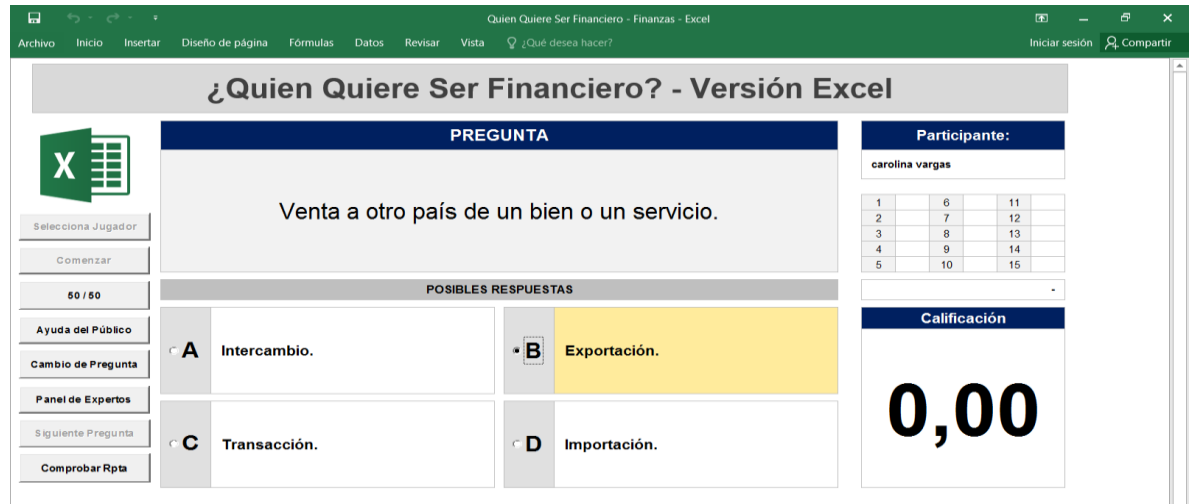 Quien Quiere Ser Financiero - Finanzas - Excel
Archivo Inicio Insertar Diseño de página Fórmulas Datos Revisar Vista ¿Qué desea hacer? Iniciar sesión Compartir
¿Quien Quiere Ser Financiero? - Versión Excel
X
Selecciona Jugador
Comenzar
50 / 50
Ayuda del Público
Cambio de Pregunta
Panel de Expertos
Siguiente Pregunta
Comprobar Rpta
PREGUNTA
Venta a otro país de un bien o un servicio.
POSIBLES RESPUESTAS
A Intercambio.
B Exportación.
C Transacción.
D Importación.
Participante:
carolina vargas
1 6 11
2 7 12
3 8 13
4 9 14
5 10 15
-
Calificación
0,00